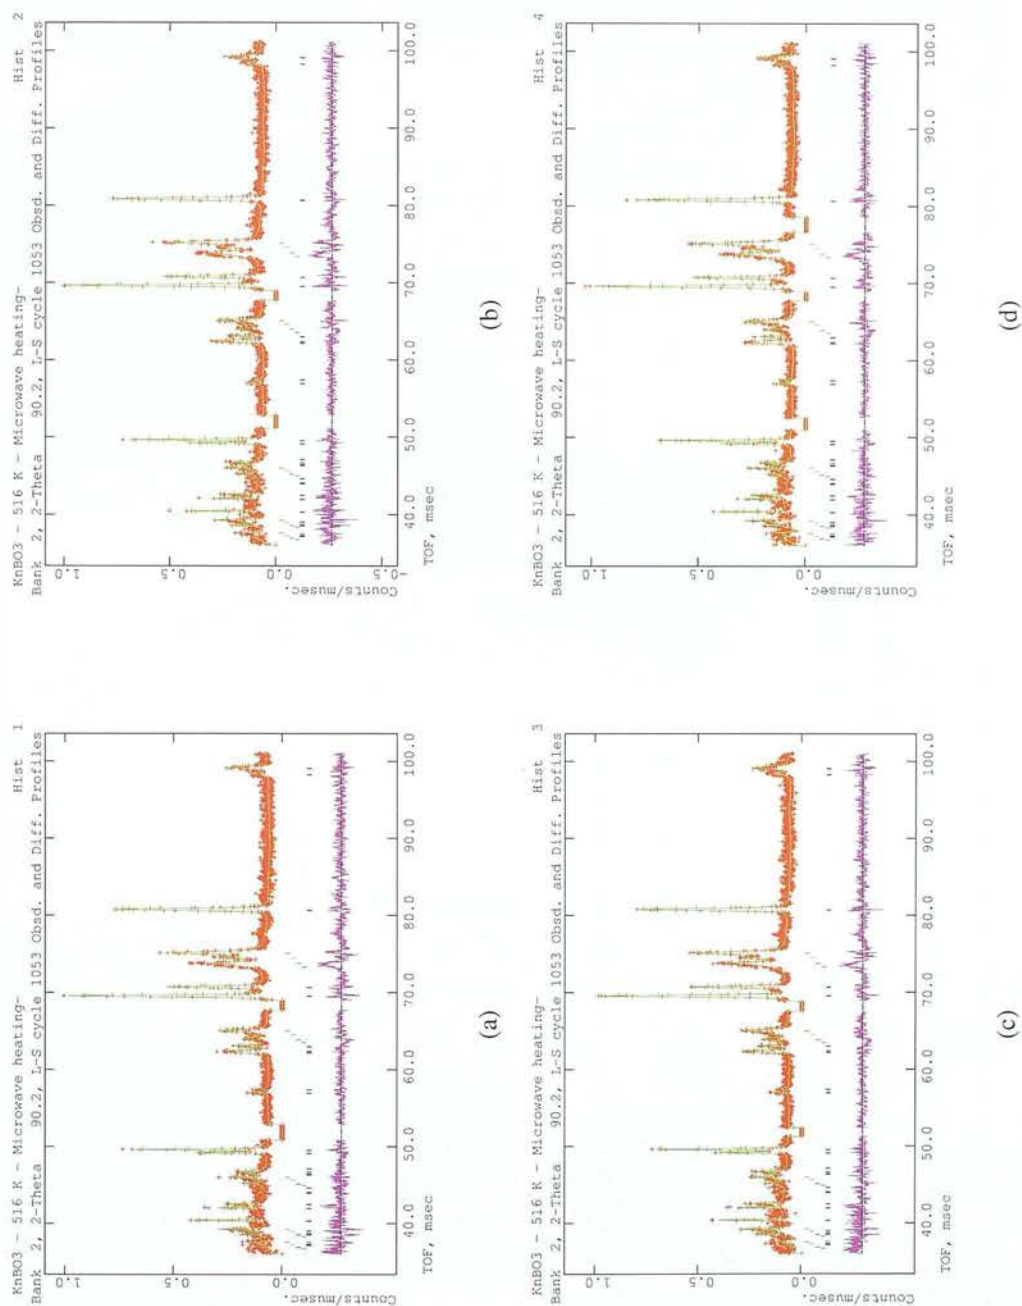 KnBO3 - 516 K - Microwave heating- Hist 1
Bank 2, 2-Theta 90.2, L-S cycle 1053 Obsd. and Diff. Profiles
1.0
0.5
0.0
Counts/musec.
40.0 50.0 60.0 70.0 80.0 90.0 100.0
TOF, msec
(a)
KnBO3 - 516 K - Microwave heating- Hist 2
Bank 2, 2-Theta 90.2, L-S cycle 1053 Obsd. and Diff. Profiles
1.0
0.5
0.0
-0.5
Counts/musec.
40.0 50.0 60.0 70.0 80.0 90.0 100.0
TOF, msec
(b)
KnBO3 - 516 K - Microwave heating- Hist 3
Bank 2, 2-Theta 90.2, L-S cycle 1053 Obsd. and Diff. Profiles
1.0
0.5
0.0
Counts/musec.
40.0 50.0 60.0 70.0 80.0 90.0 100.0
TOF, msec
(c)
KnBO3 - 516 K - Microwave heating- Hist 4
Bank 2, 2-Theta 90.2, L-S cycle 1053 Obsd. and Diff. Profiles
1.0
0.5
0.0
Counts/musec.
40.0 50.0 60.0 70.0 80.0 90.0 100.0
TOF, msec
(d)